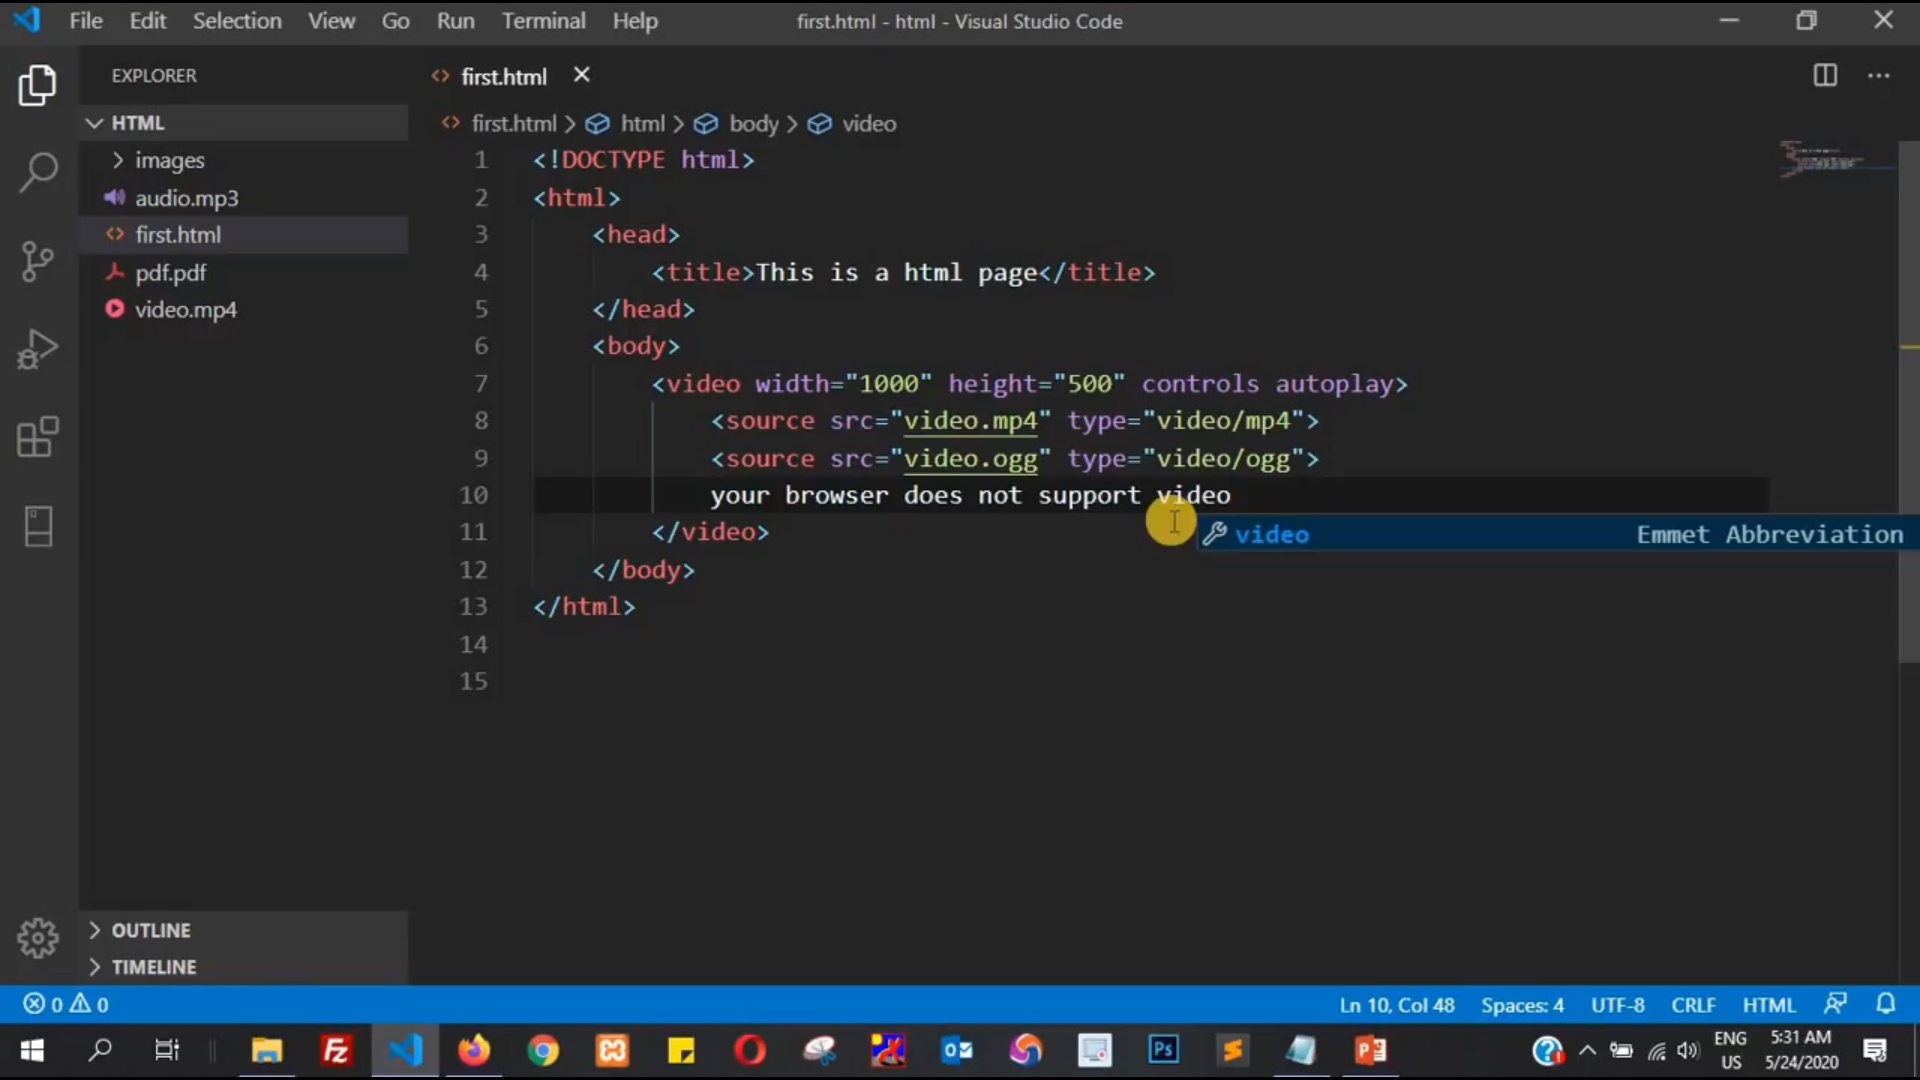 File Edit Selection View Go Run Terminal Help first.html - html - Visual Studio Code
EXPLORER
HTML
images
audio.mp3
first.html
pdf.pdf
video.mp4
OUTLINE
TIMELINE
first.html
first.html > html > body > video
1 <!DOCTYPE html>
2 <html>
3 <head>
4 <title>This is a html page</title>
5 </head>
6 <body>
7 <video width="1000" height="500" controls autoplay>
8 <source src="video.mp4" type="video/mp4">
9 <source src="video.ogg" type="video/ogg">
10 your browser does not support video
video Emmet Abbreviation
11 </video>
12 </body>
13 </html>
14
15
0 0 Ln 10, Col 48 Spaces: 4 UTF-8 CRLF HTML
Fz Ps ENG 5:31 AM
US 5/24/2020